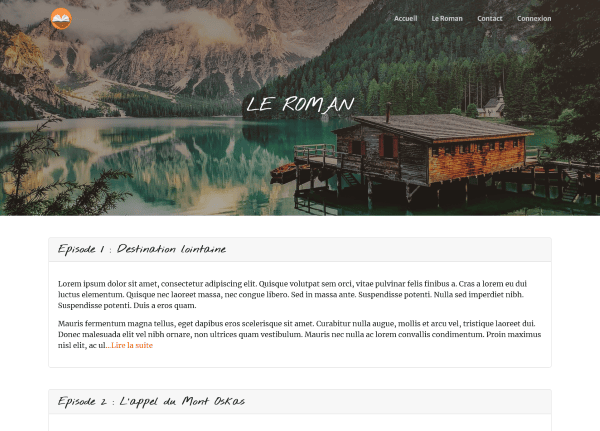 Accueil Le Roman Contact Connexion
LE ROMAN
Episode 1 : Destination lointaine
Lorem ipsum dolor sit amet, consectetur adipiscing elit. Quisque volutpat sem orci, vitae pulvinar felis finibus a. Cras a lorem eu dui
luctus elementum. Quisque nec laoreet massa, nec congue libero. Sed in massa ante. Suspendisse potenti. Nulla sed imperdiet nibh.
Suspendisse potenti. Duis a eros quam.
Mauris fermentum magna tellus, eget dapibus eros scelerisque sit amet. Curabitur nulla augue, mollis et arcu vel, tristique laoreet dui.
Donec malesuada elit vel nibh ornare, non ultrices quam vestibulum. Mauris nec nulla ac lorem convallis condimentum. Proin maximus
nisl elit, ac ul...Lire la suite
Episode 2 : L'appel du Mont Oskas